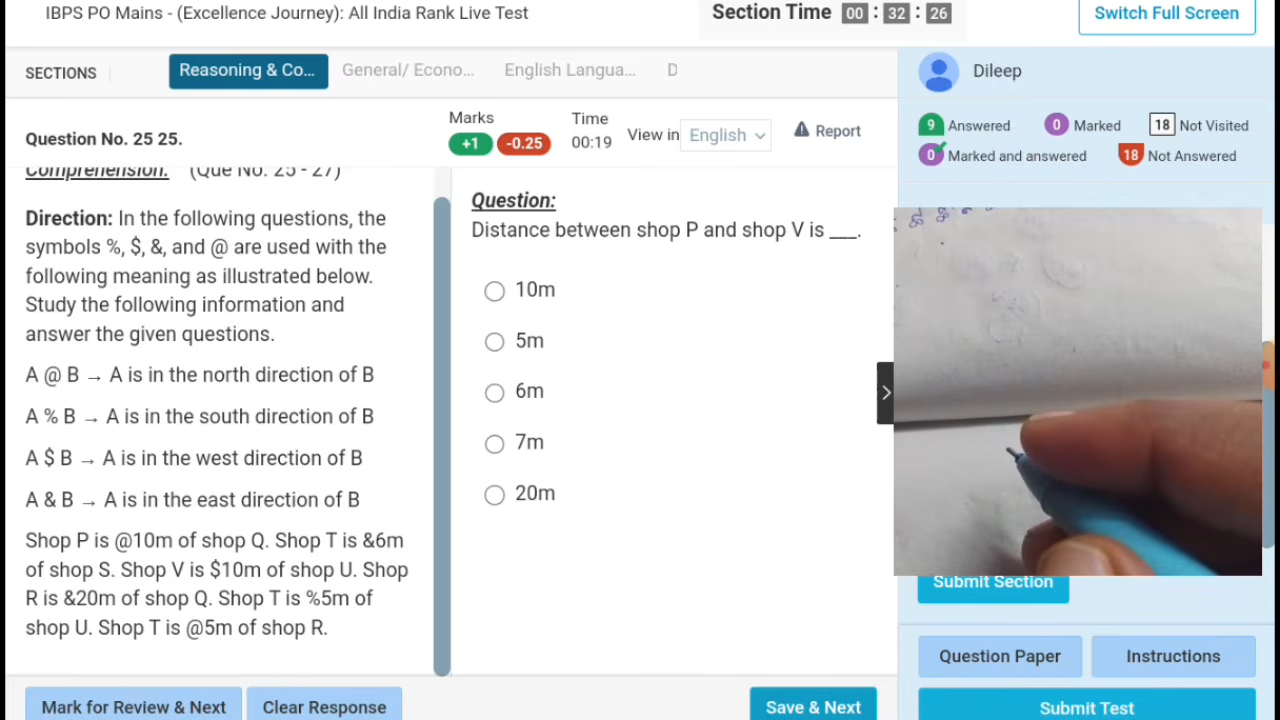 IBPS PO Mains - (Excellence Journey): All India Rank Live Test
Section Time 00 : 32 : 26
Switch Full Screen
SECTIONS
Reasoning & Co...
General/ Econo...
English Langua...
D
Dileep
Question No. 25 25.
Marks
+1 -0.25
Time
00:19
View in English
Report
9 Answered
0 Marked
18 Not Visited
0 Marked and answered
18 Not Answered
Comprehension: (Que No. 25 - 27)
Direction: In the following questions, the
symbols %, $, &, and @ are used with the
following meaning as illustrated below.
Study the following information and
answer the given questions.
A @ B → A is in the north direction of B
A % B → A is in the south direction of B
A $ B → A is in the west direction of B
A & B → A is in the east direction of B
Shop P is @10m of shop Q. Shop T is &6m
of shop S. Shop V is $10m of shop U. Shop
R is &20m of shop Q. Shop T is %5m of
shop U. Shop T is @5m of shop R.
Question:
Distance between shop P and shop V is ___.
10m
5m
6m
7m
20m
Submit Section
Question Paper
Instructions
Mark for Review & Next
Clear Response
Save & Next
Submit Test